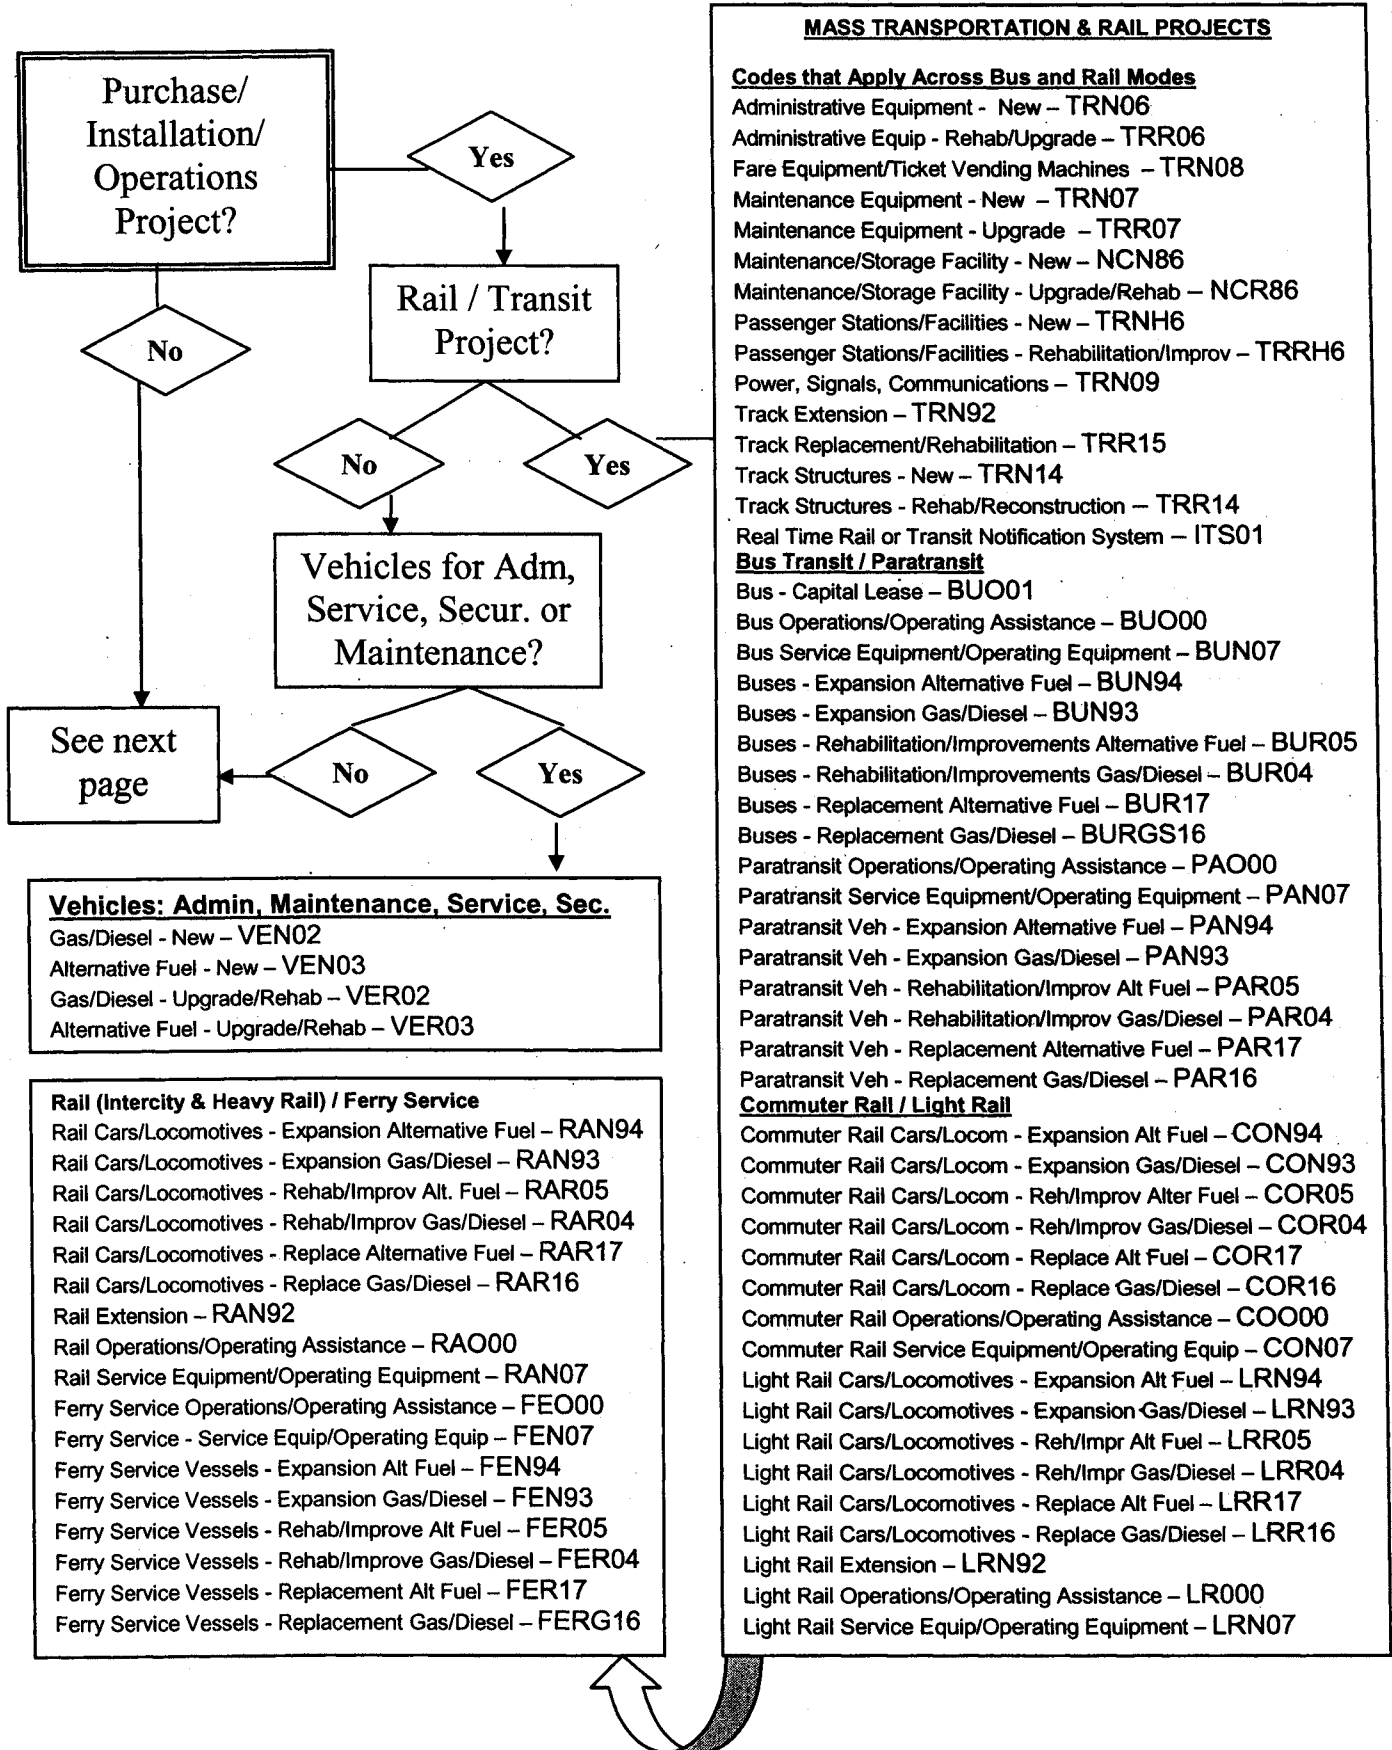 Purchase/
Installation/
Operations
Project?
Yes
No
Rail / Transit
Project?
No
Yes
Vehicles for Adm,
Service, Secur. or
Maintenance?
See next
page
No
Yes
Vehicles: Admin, Maintenance, Service, Sec.
Gas/Diesel - New – VEN02
Alternative Fuel - New – VEN03
Gas/Diesel - Upgrade/Rehab – VER02
Alternative Fuel - Upgrade/Rehab – VER03
Rail (Intercity & Heavy Rail) / Ferry Service
Rail Cars/Locomotives - Expansion Alternative Fuel – RAN94
Rail Cars/Locomotives - Expansion Gas/Diesel – RAN93
Rail Cars/Locomotives - Rehab/Improv Alt. Fuel – RAR05
Rail Cars/Locomotives - Rehab/Improv Gas/Diesel – RAR04
Rail Cars/Locomotives - Replace Alternative Fuel – RAR17
Rail Cars/Locomotives - Replace Gas/Diesel – RAR16
Rail Extension – RAN92
Rail Operations/Operating Assistance – RAO00
Rail Service Equipment/Operating Equipment – RAN07
Ferry Service Operations/Operating Assistance – FEO00
Ferry Service - Service Equip/Operating Equip – FEN07
Ferry Service Vessels - Expansion Alt Fuel – FEN94
Ferry Service Vessels - Expansion Gas/Diesel – FEN93
Ferry Service Vessels - Rehab/Improve Alt Fuel – FER05
Ferry Service Vessels - Rehab/Improve Gas/Diesel – FER04
Ferry Service Vessels - Replacement Alt Fuel – FER17
Ferry Service Vessels - Replacement Gas/Diesel – FERG16
MASS TRANSPORTATION & RAIL PROJECTS
Codes that Apply Across Bus and Rail Modes
Administrative Equipment - New – TRN06
Administrative Equip - Rehab/Upgrade – TRR06
Fare Equipment/Ticket Vending Machines – TRN08
Maintenance Equipment - New – TRN07
Maintenance Equipment - Upgrade – TRR07
Maintenance/Storage Facility - New – NCN86
Maintenance/Storage Facility - Upgrade/Rehab – NCR86
Passenger Stations/Facilities - New – TRNH6
Passenger Stations/Facilities - Rehabilitation/Improv – TRRH6
Power, Signals, Communications – TRN09
Track Extension – TRN92
Track Replacement/Rehabilitation – TRR15
Track Structures - New – TRN14
Track Structures - Rehab/Reconstruction – TRR14
Real Time Rail or Transit Notification System – ITS01
Bus Transit / Paratransit
Bus - Capital Lease – BUO01
Bus Operations/Operating Assistance – BUO00
Bus Service Equipment/Operating Equipment – BUN07
Buses - Expansion Alternative Fuel – BUN94
Buses - Expansion Gas/Diesel – BUN93
Buses - Rehabilitation/Improvements Alternative Fuel – BUR05
Buses - Rehabilitation/Improvements Gas/Diesel – BUR04
Buses - Replacement Alternative Fuel – BUR17
Buses - Replacement Gas/Diesel – BURGS16
Paratransit Operations/Operating Assistance – PAO00
Paratransit Service Equipment/Operating Equipment – PAN07
Paratransit Veh - Expansion Alternative Fuel – PAN94
Paratransit Veh - Expansion Gas/Diesel – PAN93
Paratransit Veh - Rehabilitation/Improv Alt Fuel – PAR05
Paratransit Veh - Rehabilitation/Improv Gas/Diesel – PAR04
Paratransit Veh - Replacement Alternative Fuel – PAR17
Paratransit Veh - Replacement Gas/Diesel – PAR16
Commuter Rail / Light Rail
Commuter Rail Cars/Locom - Expansion Alt Fuel – CON94
Commuter Rail Cars/Locom - Expansion Gas/Diesel – CON93
Commuter Rail Cars/Locom - Reh/Improv Alter Fuel – COR05
Commuter Rail Cars/Locom - Reh/Improv Gas/Diesel – COR04
Commuter Rail Cars/Locom - Replace Alt Fuel – COR17
Commuter Rail Cars/Locom - Replace Gas/Diesel – COR16
Commuter Rail Operations/Operating Assistance – COO00
Commuter Rail Service Equipment/Operating Equip – CON07
Light Rail Cars/Locomotives - Expansion Alt Fuel – LRN94
Light Rail Cars/Locomotives - Expansion Gas/Diesel – LRN93
Light Rail Cars/Locomotives - Reh/Impr Alt Fuel – LRR05
Light Rail Cars/Locomotives - Reh/Impr Gas/Diesel – LRR04
Light Rail Cars/Locomotives - Replace Alt Fuel – LRR17
Light Rail Cars/Locomotives - Replace Gas/Diesel – LRR16
Light Rail Extension – LRN92
Light Rail Operations/Operating Assistance – LR000
Light Rail Service Equip/Operating Equipment – LRN07